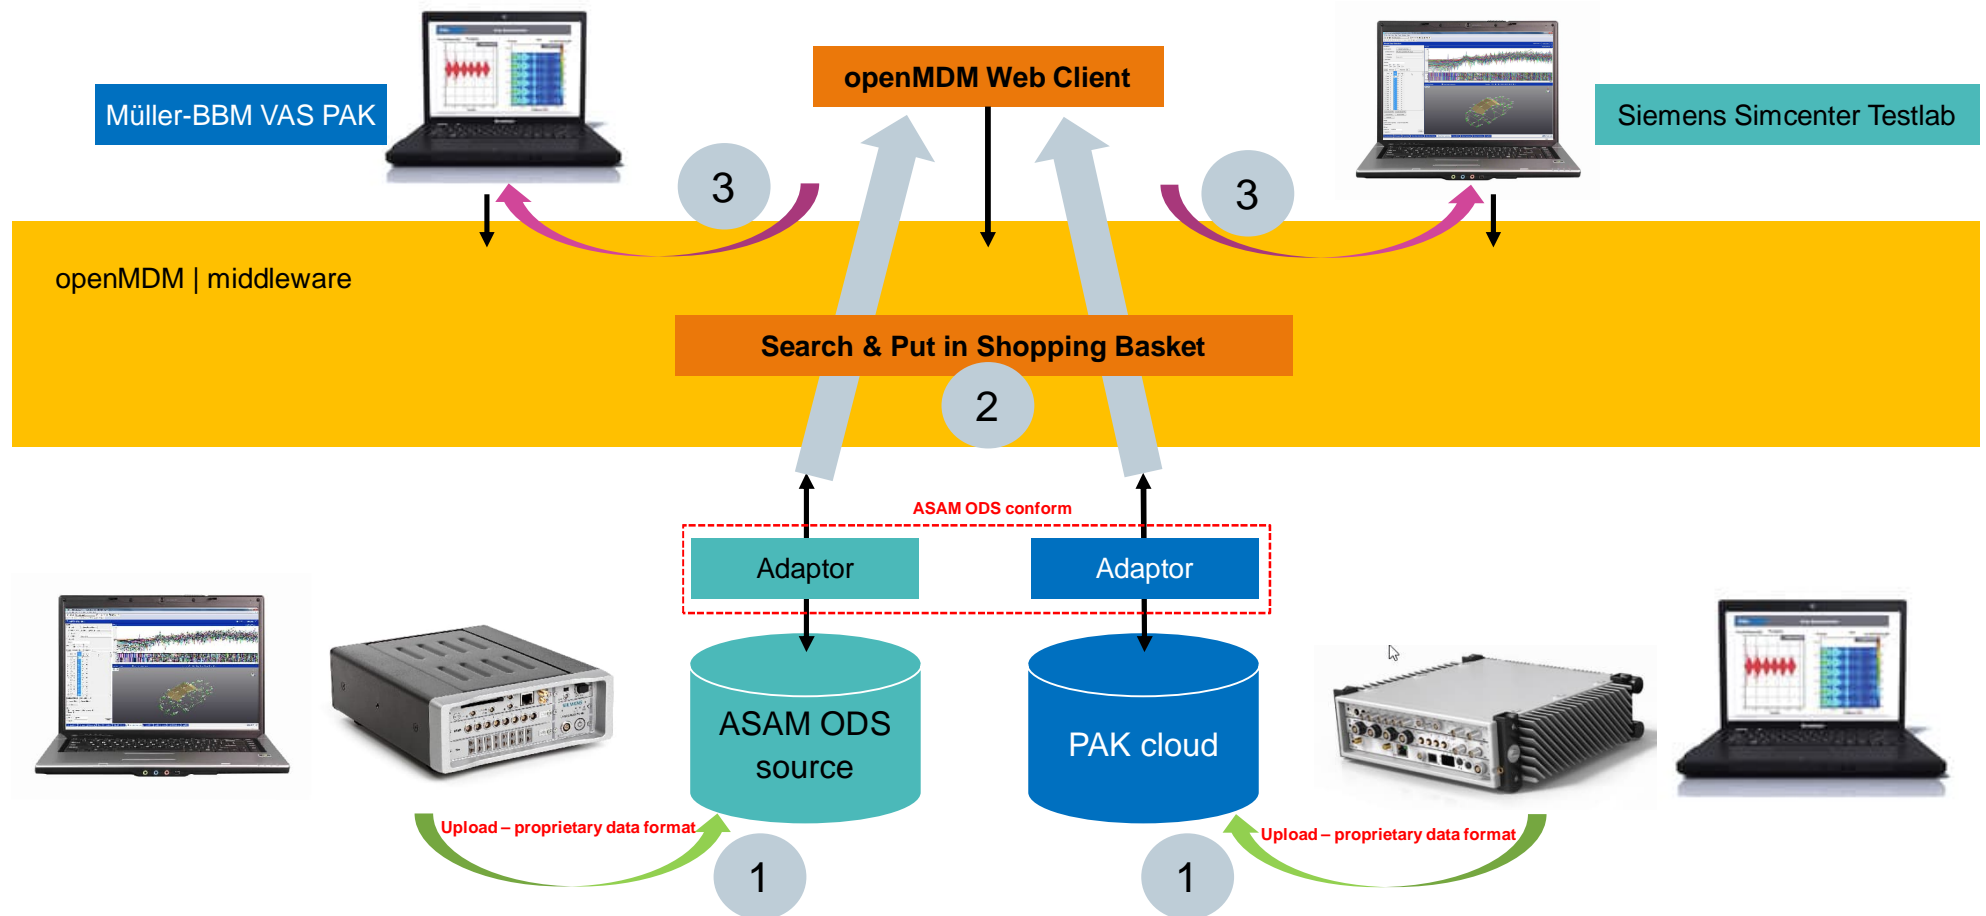 openMDM Web Client
Müller-BBM VAS PAK
Siemens Simcenter Testlab
3
3
openMDM | middleware
Search & Put in Shopping Basket
2
ASAM ODS conform
Adaptor
Adaptor
SIEMENS
ASAM ODS
source
PAK cloud
Upload – proprietary data format
Upload – proprietary data format
1
1